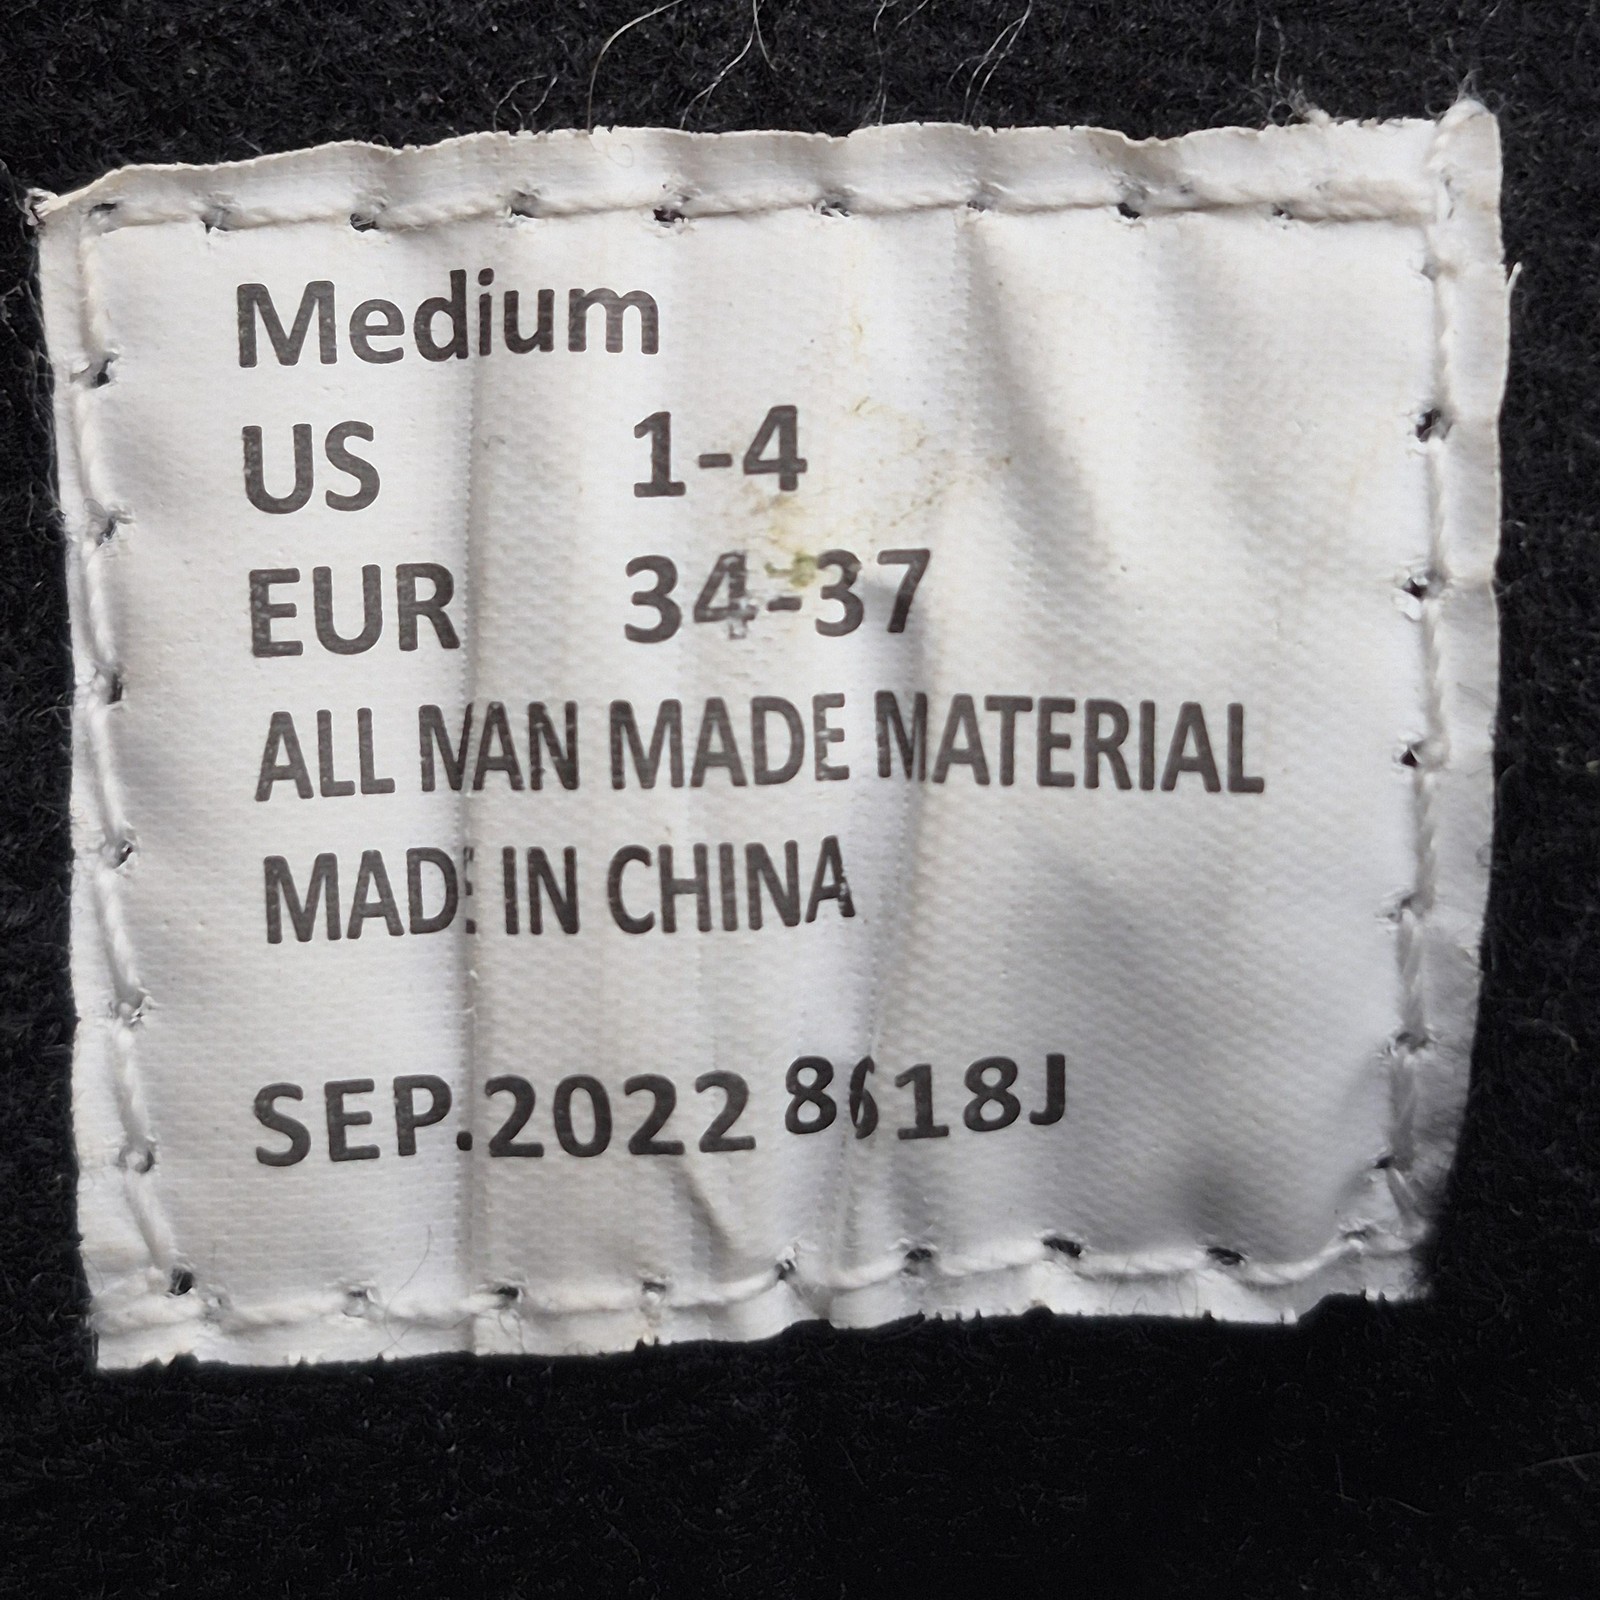 Medium
US 1-4
EUR 34-37
ALL MAN MADE MATERIAL
MADE IN CHINA
SEP.2022 8618J